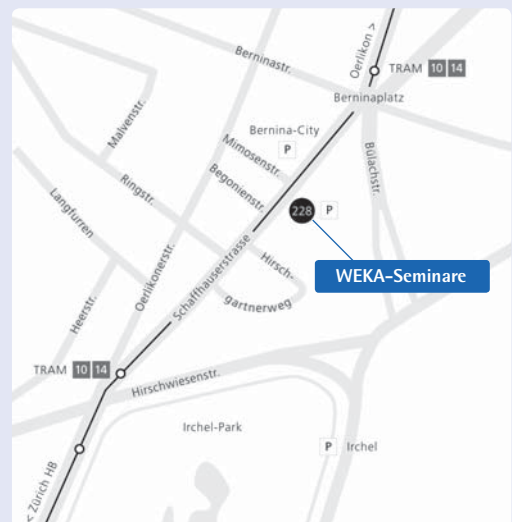 Oerlikon >
Berninastr.
TRAM 10 14
Berninaplatz
Malvenstr.
Bernina-City
P
Mimosenstr.
Bülachstr.
Begonienstr.
Ringstr.
Langfurren
228 P
Schaffhauserstrasse
Oerlikonerstr.
Hirsch-
gartnerweg
WEKA-Seminare
Heerstr.
TRAM 10 14
Hirschwiesenstr.
Irchel-Park
P Irchel
< Zürich HB